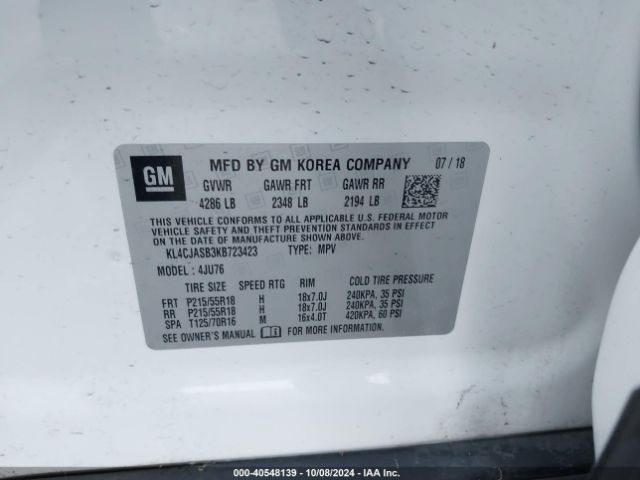 GM
MFD BY GM KOREA COMPANY 07 / 18
GVWR GAWR FRT GAWR RR
4286 LB 2348 LB 2194 LB
THIS VEHICLE CONFORMS TO ALL APPLICABLE U.S. FEDERAL MOTOR
VEHICLE SAFETY AND THEFT PREVENTION STANDARDS IN EFFECT
ON THE DATE OF MANUFACTURE SHOWN ABOVE.
KL4CJASB3KB723423 TYPE: MPV
MODEL : 4JU76
TIRE SIZE SPEED RTG RIM COLD TIRE PRESSURE
FRT P215/55R18 H 18x7.0J 240KPA, 35 PSI
RR P215/55R18 H 18x7.0J 240KPA, 35 PSI
SPA T125/70R16 M 16x4.0T 420KPA, 60 PSI
SEE OWNER'S MANUAL FOR MORE INFORMATION
000-40548139 - 10/08/2024 - IAAI.com